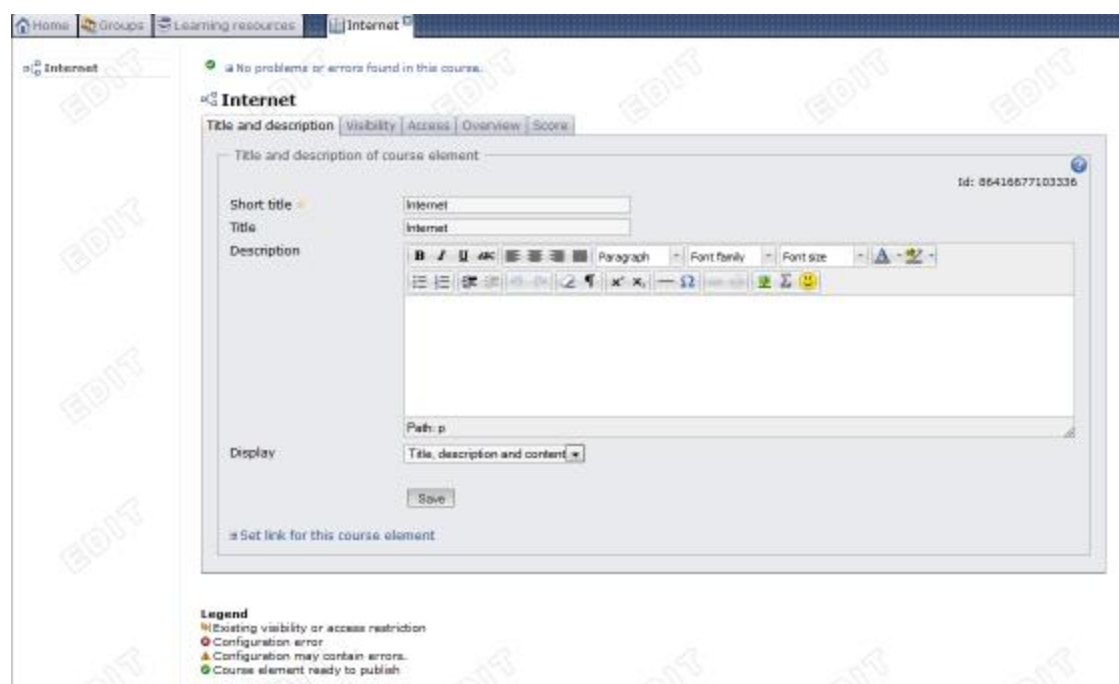 Home Groups Learning resources Internet
Internet
No problems or errors found in this course.
Internet
Title and description Visibility Access Overview Score
Title and description of course element
Id: 86416677103336
Short title Internet
Title Internet
Description
B I U ABC Paragraph Font family Font size A
Path: p
Display Title, description and content
Save
Set link for this course element
Legend
Existing visibility or access restriction
Configuration error
Configuration may contain errors.
Course element ready to publish
EDIT